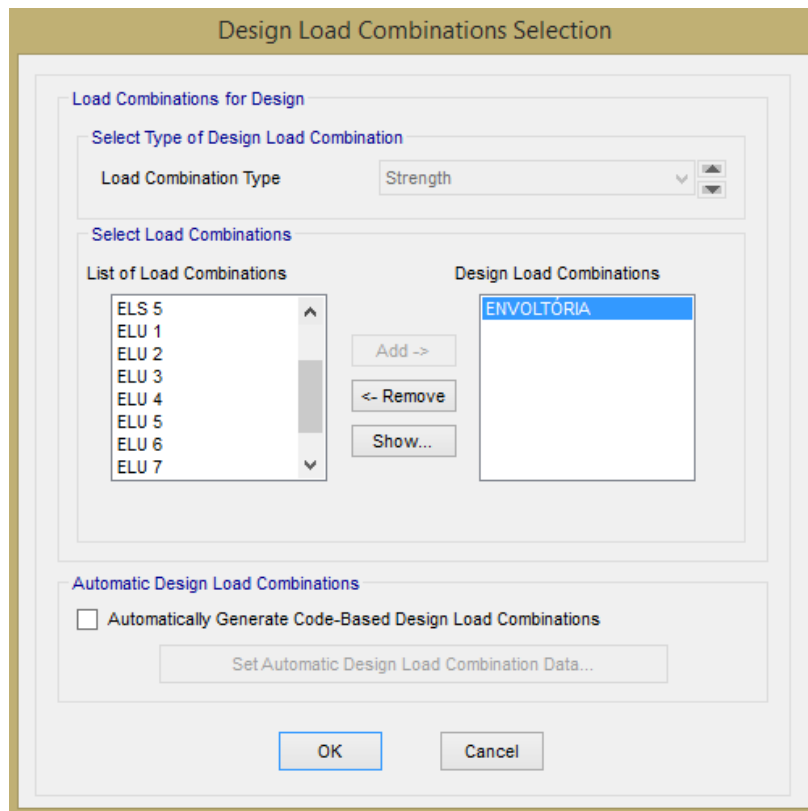 Design Load Combinations Selection
Load Combinations for Design
Select Type of Design Load Combination
Load Combination Type
Strength
Select Load Combinations
List of Load Combinations
Design Load Combinations
ELS 5
ELU 1
ELU 2
ELU 3
ELU 4
ELU 5
ELU 6
ELU 7
Add ->
<- Remove
Show...
ENVOLTÓRIA
Automatic Design Load Combinations
Automatically Generate Code-Based Design Load Combinations
Set Automatic Design Load Combination Data...
OK
Cancel